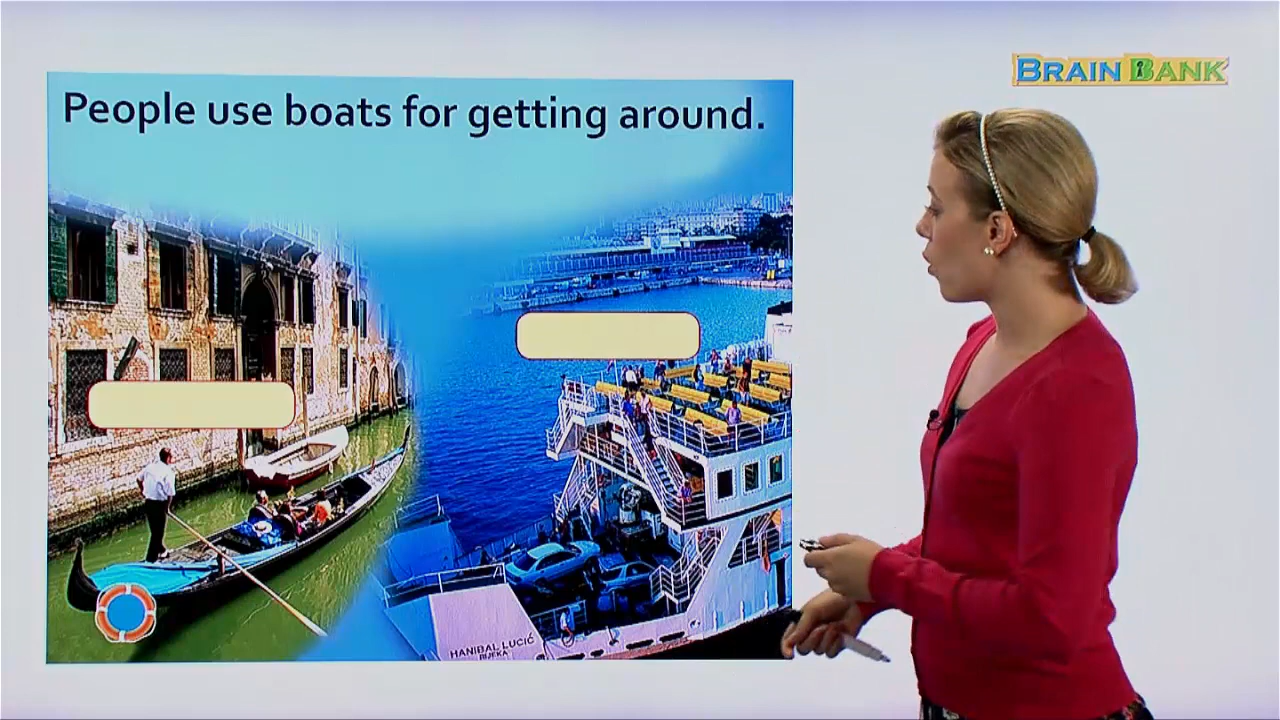 BRAIN BANK
People use boats for getting around.
HANIBAL LUCIĆ
RIJEKA